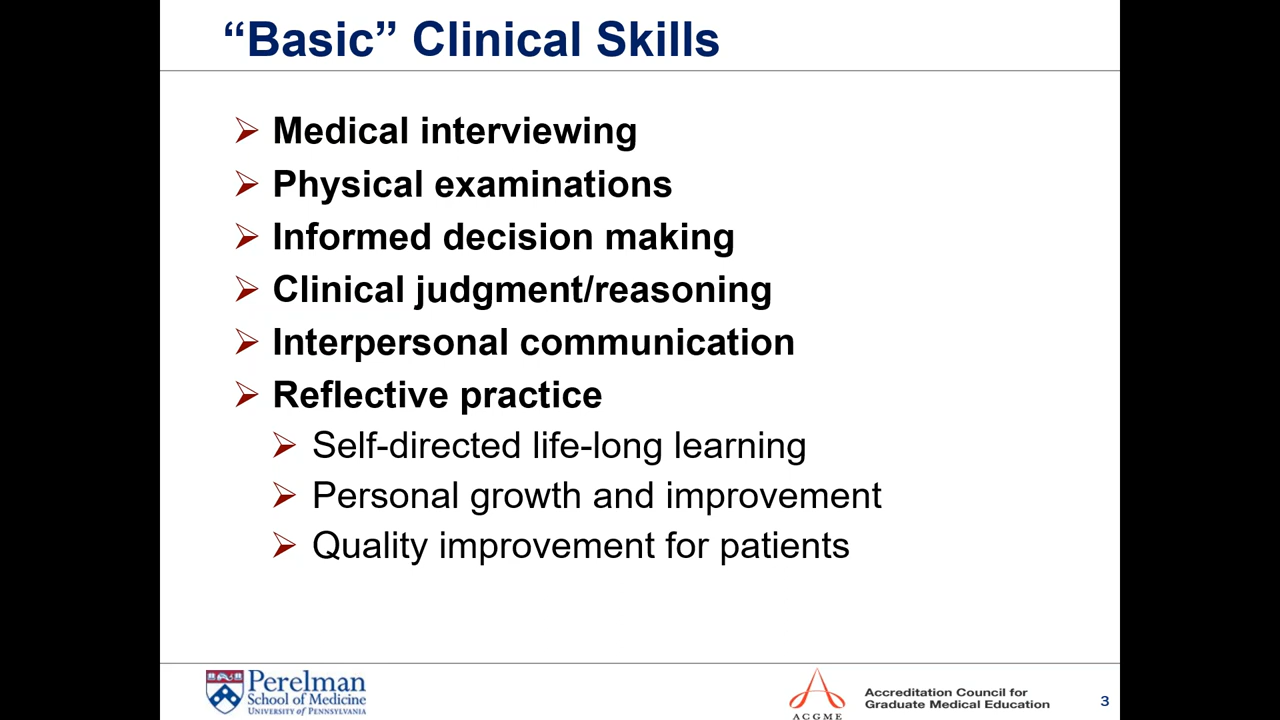 “Basic” Clinical Skills
Medical interviewing
Physical examinations
Informed decision making
Clinical judgment/reasoning
Interpersonal communication
Reflective practice
Self-directed life-long learning
Personal growth and improvement
Quality improvement for patients
Perelman
School of Medicine
University of Pennsylvania
ACGME
Accreditation Council for
Graduate Medical Education
3